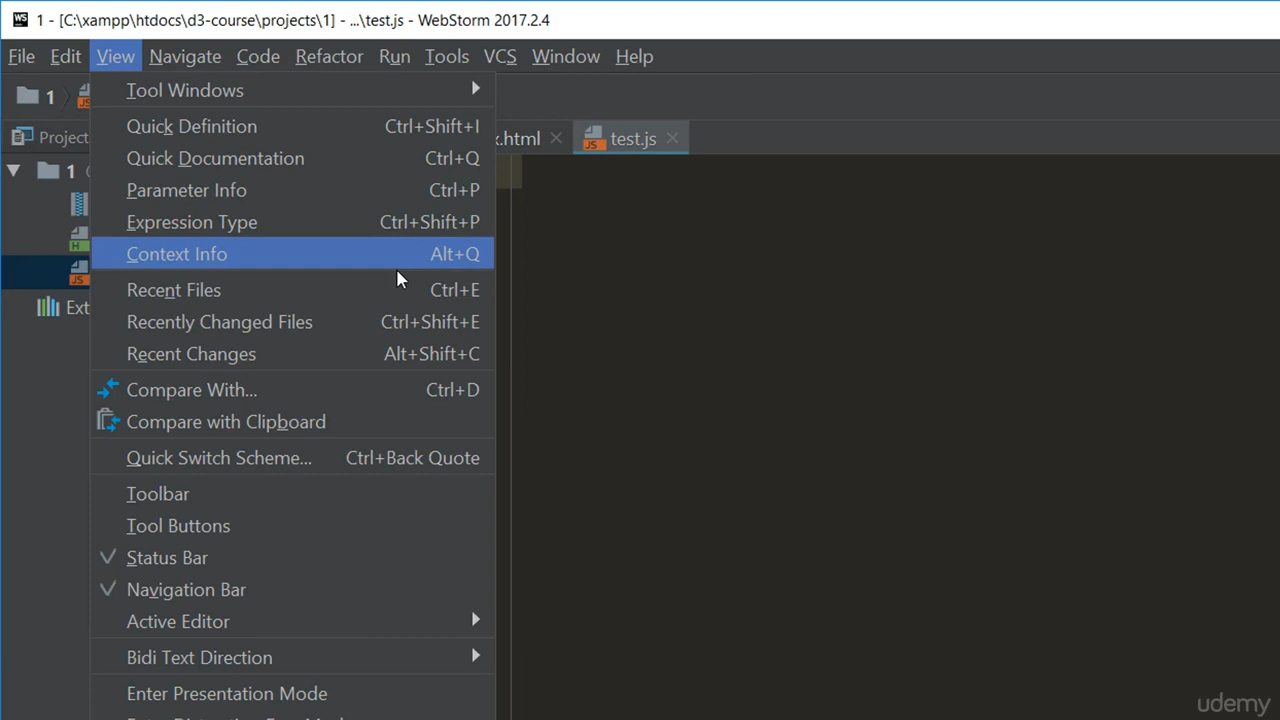 WS 1 - [C:\xampp\htdocs\d3-course\projects\1] - ...\test.js - WebStorm 2017.2.4
File Edit View Navigate Code Refactor Run Tools VCS Window Help
1 JS
Project
.html
JS test.js
1
Tool Windows
Quick Definition Ctrl+Shift+I
Quick Documentation Ctrl+Q
Parameter Info Ctrl+P
Expression Type Ctrl+Shift+P
H
Context Info Alt+Q
JS
Recent Files Ctrl+E
Ext
Recently Changed Files Ctrl+Shift+E
Recent Changes Alt+Shift+C
Compare With... Ctrl+D
Compare with Clipboard
Quick Switch Scheme... Ctrl+Back Quote
Toolbar
Tool Buttons
Status Bar
Navigation Bar
Active Editor
Bidi Text Direction
Enter Presentation Mode
udemy